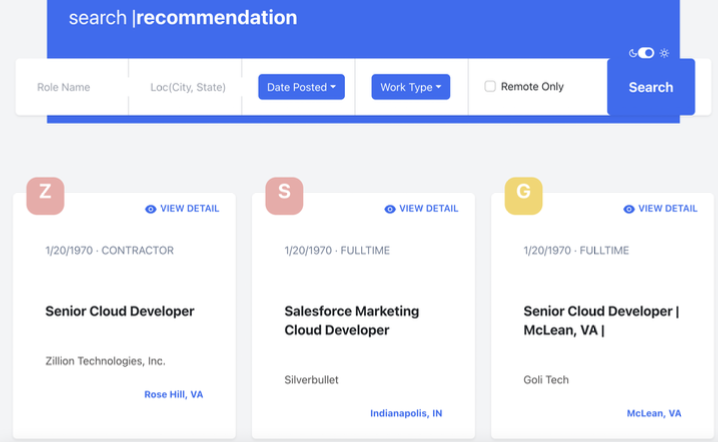 search |recommendation
Role Name
Loc(City, State)
Date Posted
Work Type
Remote Only
Search
Z
VIEW DETAIL
1/20/1970 · CONTRACTOR
Senior Cloud Developer
Zillion Technologies, Inc.
Rose Hill, VA
S
VIEW DETAIL
1/20/1970 · FULLTIME
Salesforce Marketing
Cloud Developer
Silverbullet
Indianapolis, IN
G
VIEW DETAIL
1/20/1970 · FULLTIME
Senior Cloud Developer |
McLean, VA |
Goli Tech
McLean, VA